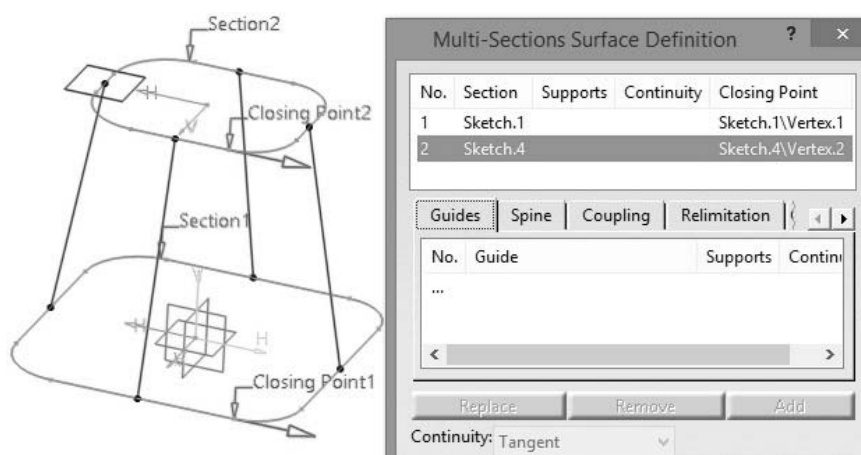 Section2
H
V
Closing Point2
Section1
V
H
H
V
Closing Point1
Multi-Sections Surface Definition ? ×
No. Section Supports Continuity Closing Point
1 Sketch.1 Sketch.1\Vertex.1
2 Sketch.4 Sketch.4\Vertex.2
Guides Spine Coupling Relimitation
No. Guide Supports Continu
...
Replace Remove Add
Continuity: Tangent